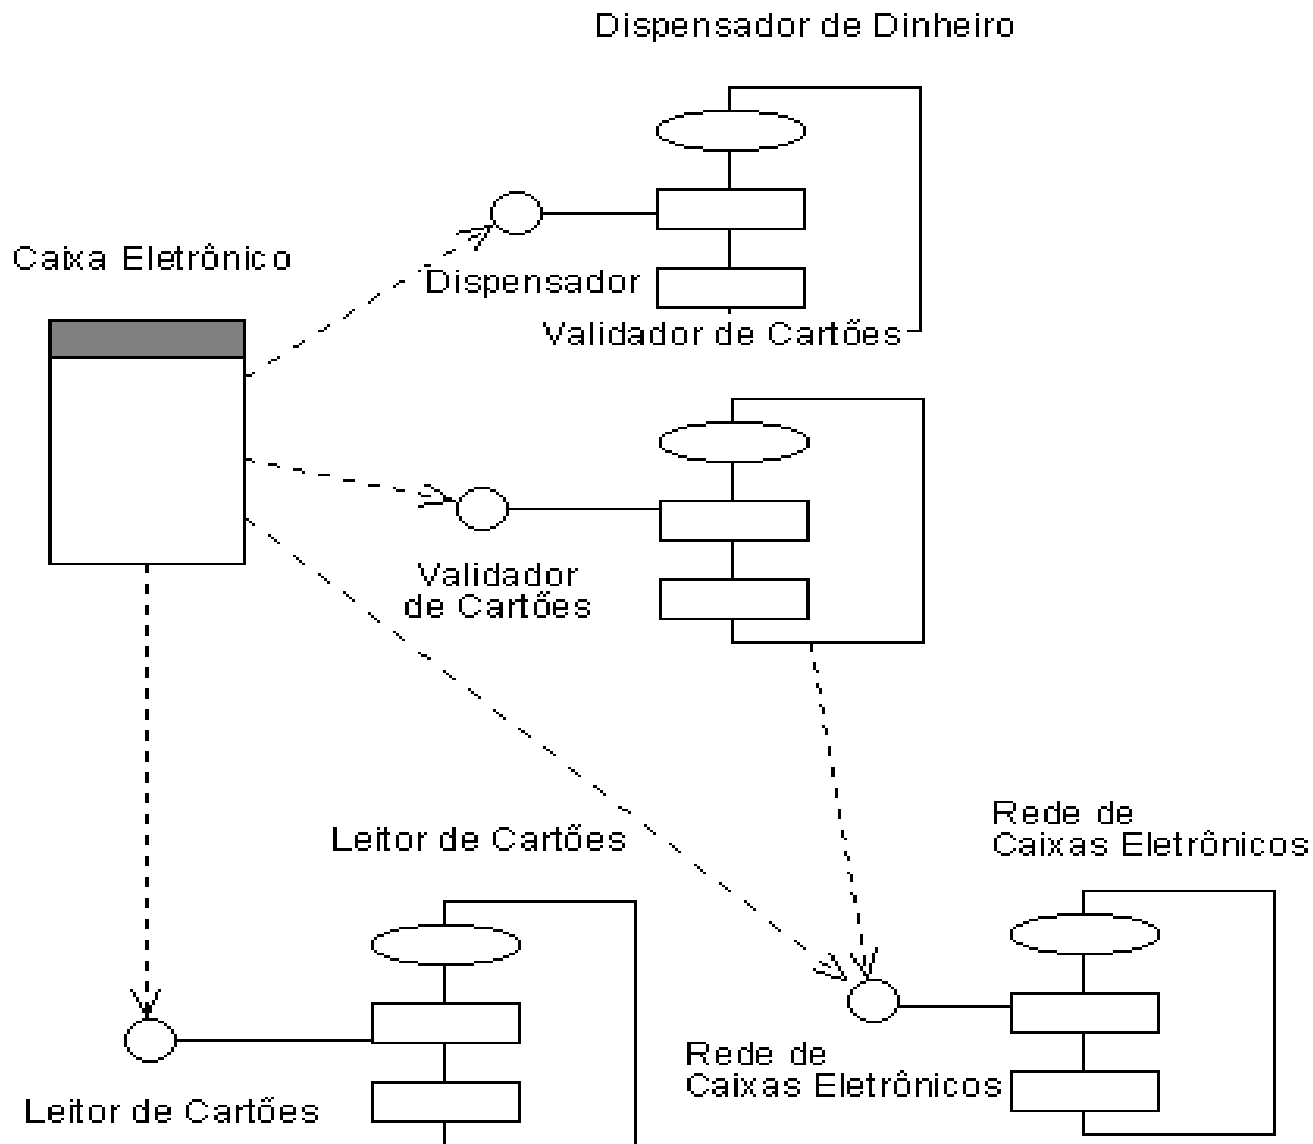 Dispensador de Dinheiro
Caixa Eletrônico
Dispensador
Validador de Cartões
Validador
de Cartões
Leitor de Cartões
Rede de
Caixas Eletrônicos
Rede de
Caixas Eletrônicos
Leitor de Cartões